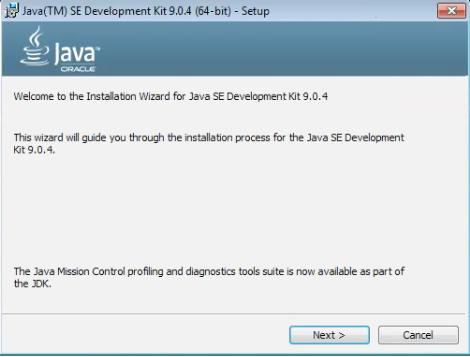 Java(TM) SE Development Kit 9.0.4 (64-bit) - Setup
Java™
ORACLE
Welcome to the Installation Wizard for Java SE Development Kit 9.0.4
This wizard will guide you through the installation process for the Java SE Development
Kit 9.0.4.
The Java Mission Control profiling and diagnostics tools suite is now available as part of
the JDK.
Next >
Cancel